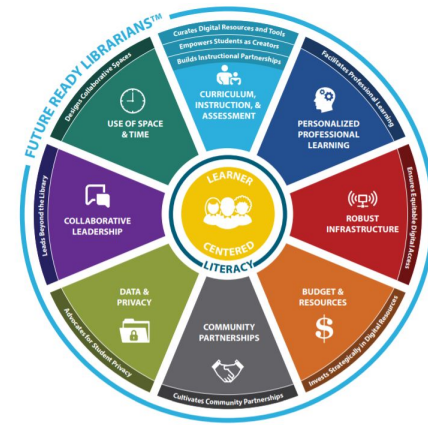 FUTURE READY LIBRARIANS™
Curates Digital Resources and Tools
Empowers Students as Creators
Builds Instructional Partnerships
CURRICULUM,
INSTRUCTION, &
ASSESSMENT
Facilitates Professional Learning
PERSONALIZED
PROFESSIONAL
LEARNING
Ensures Equitable Digital Access
ROBUST
INFRASTRUCTURE
Invests Strategically in Digital Resources
BUDGET &
RESOURCES
$
Cultivates Community Partnerships
COMMUNITY
PARTNERSHIPS
Advocates for Student Privacy
DATA &
PRIVACY
Leads Beyond the Library
COLLABORATIVE
LEADERSHIP
Designs Collaborative Spaces
USE OF SPACE
& TIME
LEARNER
CENTERED
LITERACY